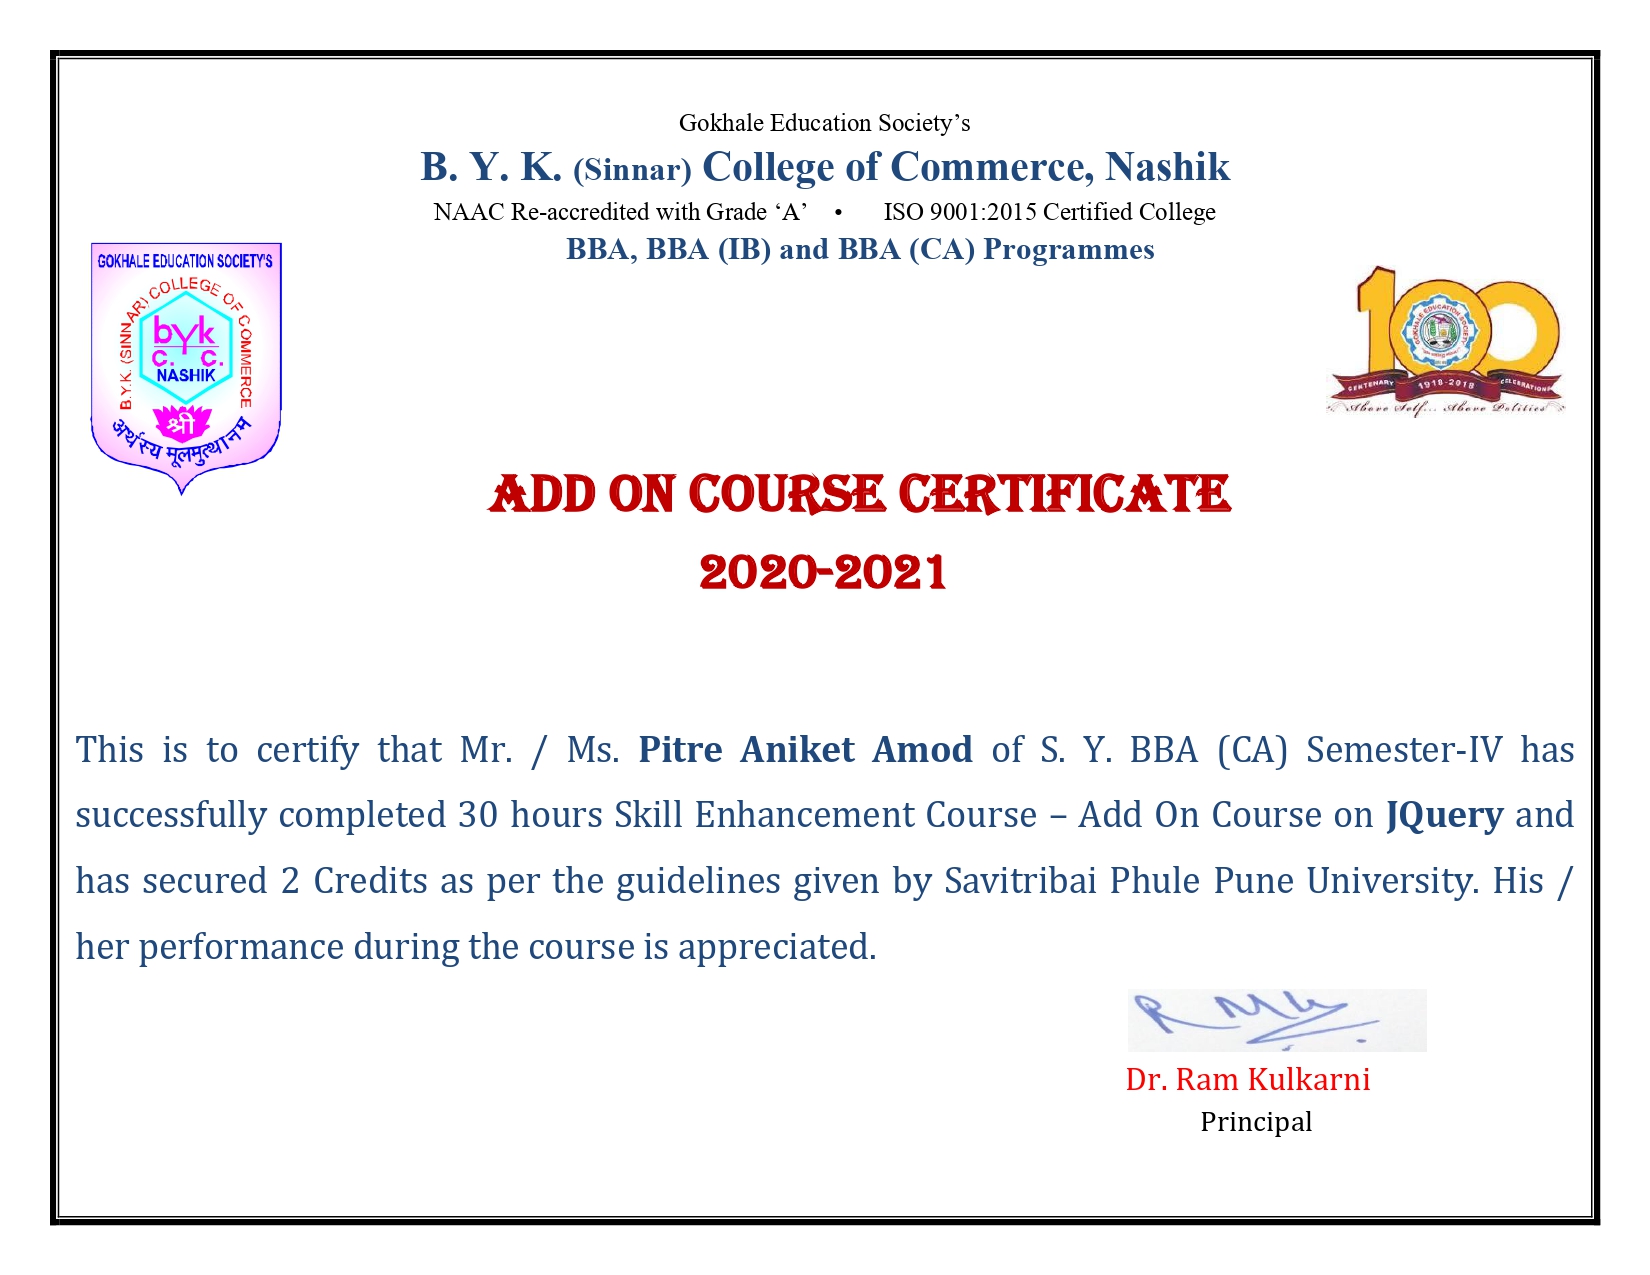 Gokhale Education Society’s
B. Y. K. (Sinnar) College of Commerce, Nashik
NAAC Re-accredited with Grade ‘A’ • ISO 9001:2015 Certified College
BBA, BBA (IB) and BBA (CA) Programmes
GOKHALE EDUCATION SOCIETY'S
B.Y.K. (SINNAR) COLLEGE OF COMMERCE
byk
C. C.
NASHIK
श्री
अर्थस्य मूलमुत्थानम
100
GOKHALE EDUCATION SOCIETY
CENTENARY 1918-2018 CELEBRATIONS
Above Self... Above Politics
ADD ON COURSE CERTIFICATE
2020-2021
This is to certify that Mr. / Ms. Pitre Aniket Amod of S. Y. BBA (CA) Semester-IV has
successfully completed 30 hours Skill Enhancement Course – Add On Course on JQuery and
has secured 2 Credits as per the guidelines given by Savitribai Phule Pune University. His /
her performance during the course is appreciated.
Dr. Ram Kulkarni
Principal